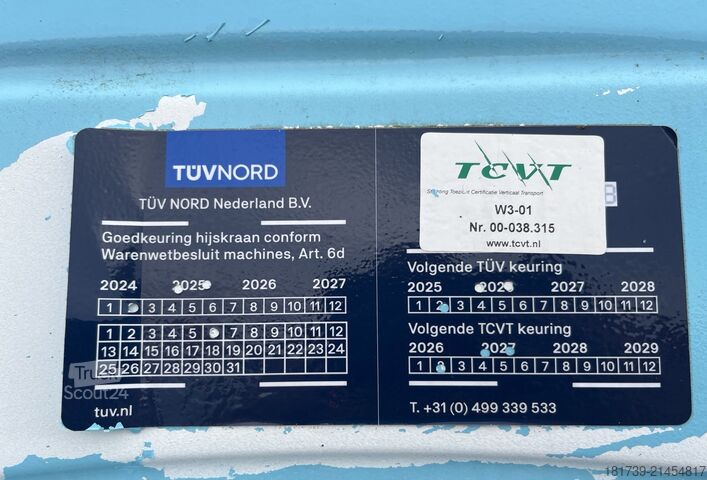 TÜVNORD
TÜV NORD Nederland B.V.
Goedkeuring hijskraan conform
Warenwetbesluit machines, Art. 6d
2024 2025 2026 2027
1 3 4 5 6 7 8 9 10 11 12
1 2 3 4 5 6 7 8 9 10 11 12
13 14 15 16 17 18 19 20 21 22 23 24
25 26 27 28 29 30 31
tuv.nl
TCVT
Stichting Toezicht Certificatie Verticaal Transport
W3-01
Nr. 00-038.315
www.tcvt.nl
Volgende TÜV keuring
2025 2026 2027 2028
1 2 3 4 5 6 7 8 9 10 11 12
Volgende TCVT keuring
2026 2027 2028 2029
1 2 3 4 5 6 7 8 9 10 11 12
T. +31 (0) 499 339 533
Truck
Scout24
181739-21454817